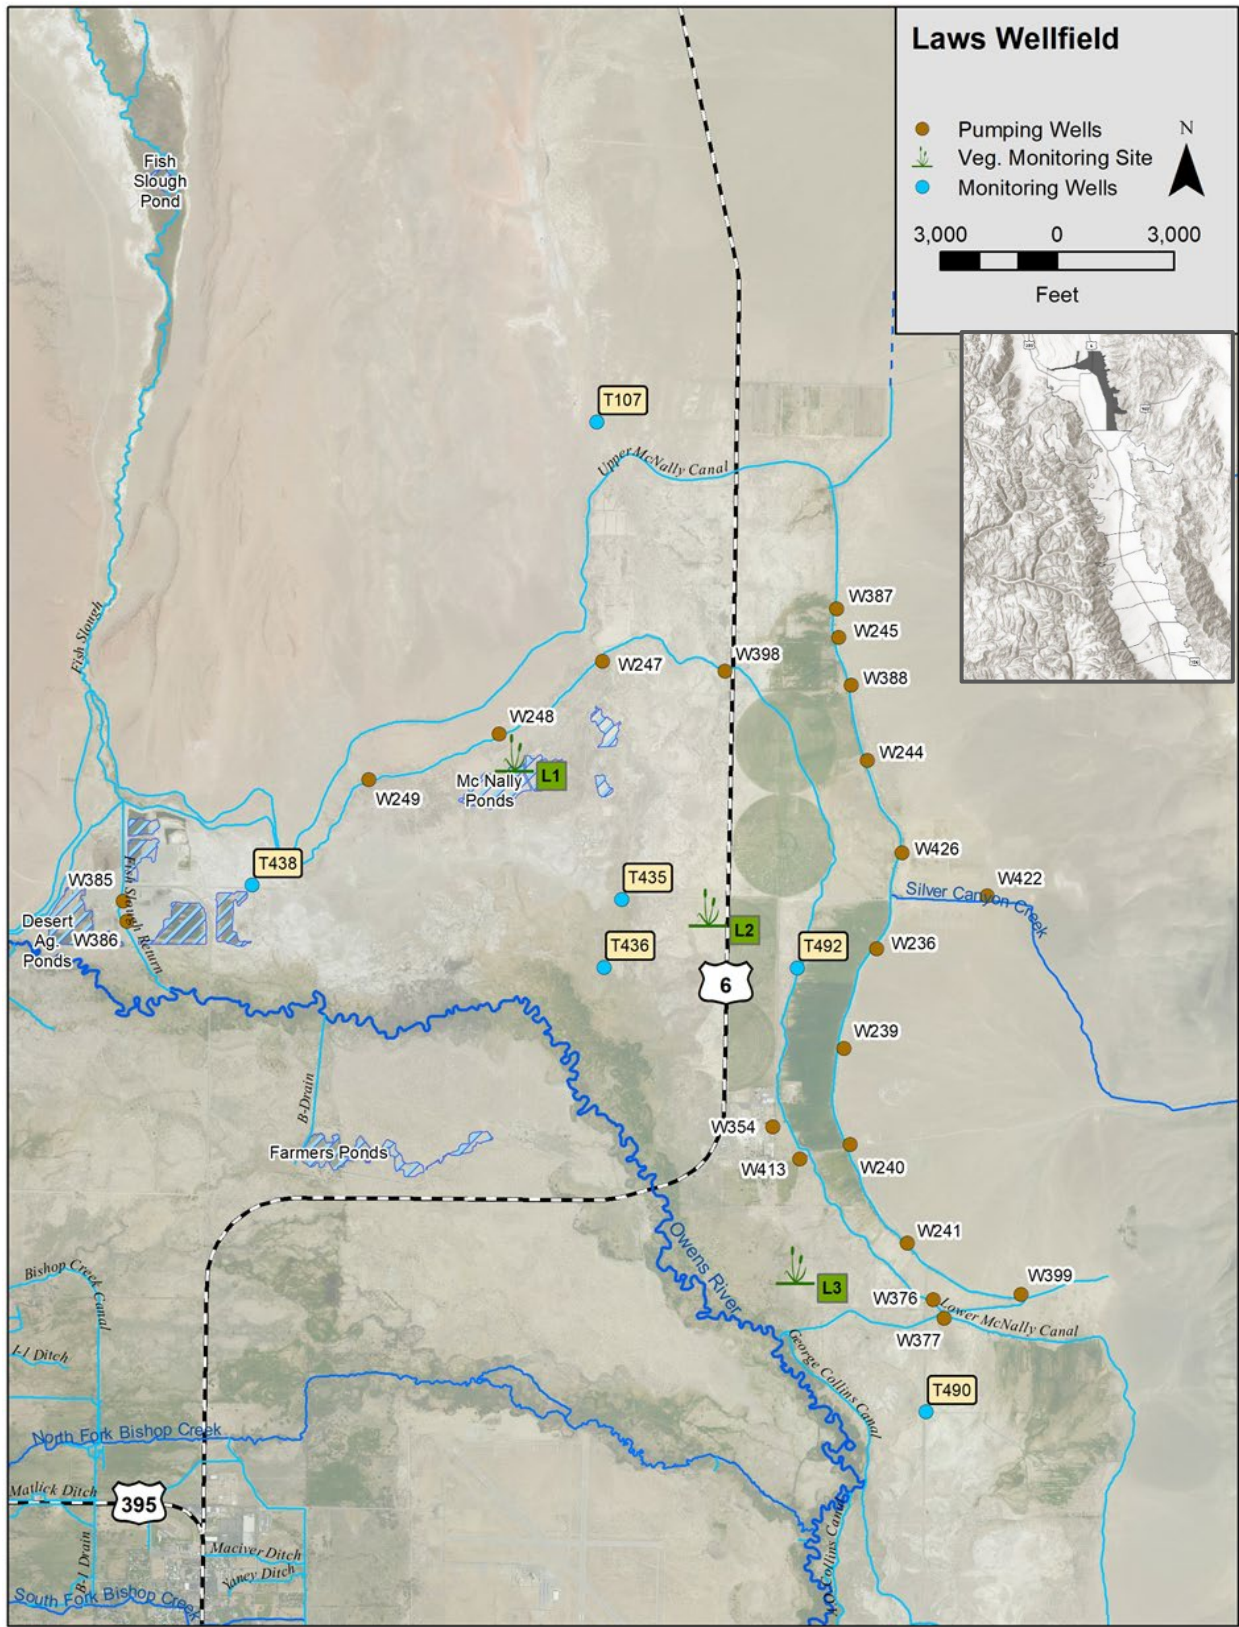 Laws Wellfield
Pumping Wells
Veg. Monitoring Site
Monitoring Wells
N
3,000 0 3,000
Feet
Fish
Slough
Pond
T107
Upper McNally Canal
W387
W245
W388
W398
W247
W248
W244
Fish Slough
L1
Mc Nally
Ponds
W249
W426
T438
W422
Silver Canyon Creek
W385
T435
Fish Slough Return
Desert
Ag.
Ponds
W386
L2
T436
T492
W236
6
W239
B-Drain
W354
Farmers Ponds
W413
W240
W241
Owens River
Bishop Creek Canal
L3
W399
W376
Lower McNally Canal
W377
George Collins Canal
I-I Ditch
T490
North Fork Bishop Creek
Matlick Ditch
395
B-1 Drain
Maciver Ditch
Yaney Ditch
South Fork Bishop Creek
Collins Canal